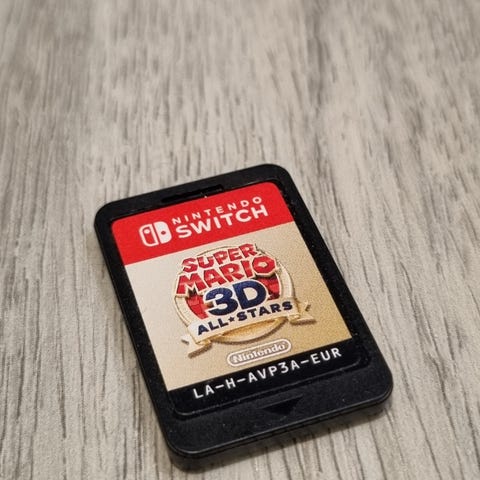 NINTENDO
SWITCH
SUPER
MARIO
3D
ALL★STARS
Nintendo
LA-H-AVP3A-EUR